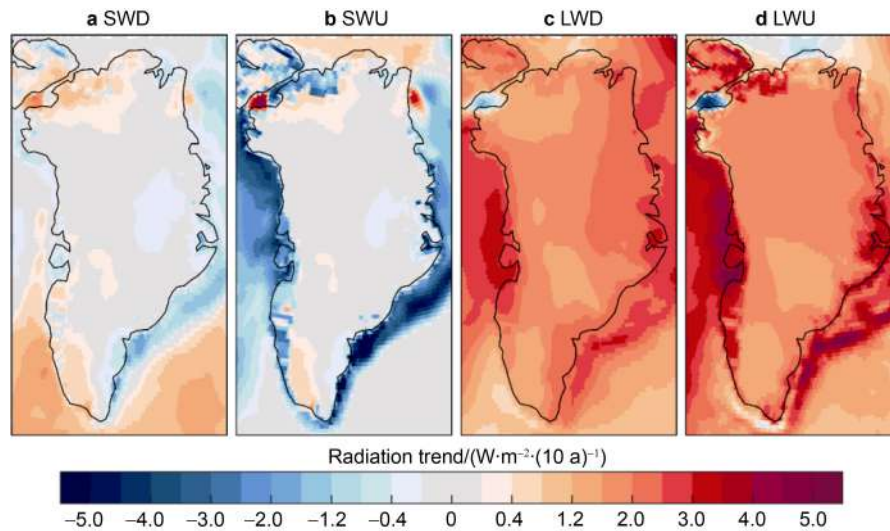 a SWD
b SWU
c LWD
d LWU
Radiation trend/(W·m⁻²·(10 a)⁻¹)
−5.0 −4.0 −3.0 −2.0 −1.2 −0.4 0 0.4 1.2 2.0 3.0 4.0 5.0